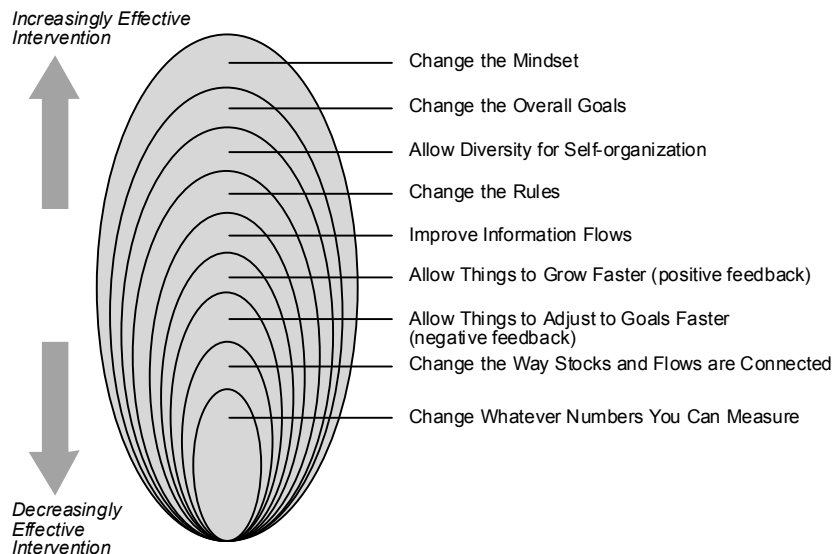 Increasingly Effective
Intervention
Change the Mindset
Change the Overall Goals
Allow Diversity for Self-organization
Change the Rules
Improve Information Flows
Allow Things to Grow Faster (positive feedback)
Allow Things to Adjust to Goals Faster
(negative feedback)
Change the Way Stocks and Flows are Connected
Change Whatever Numbers You Can Measure
Decreasingly
Effective
Intervention